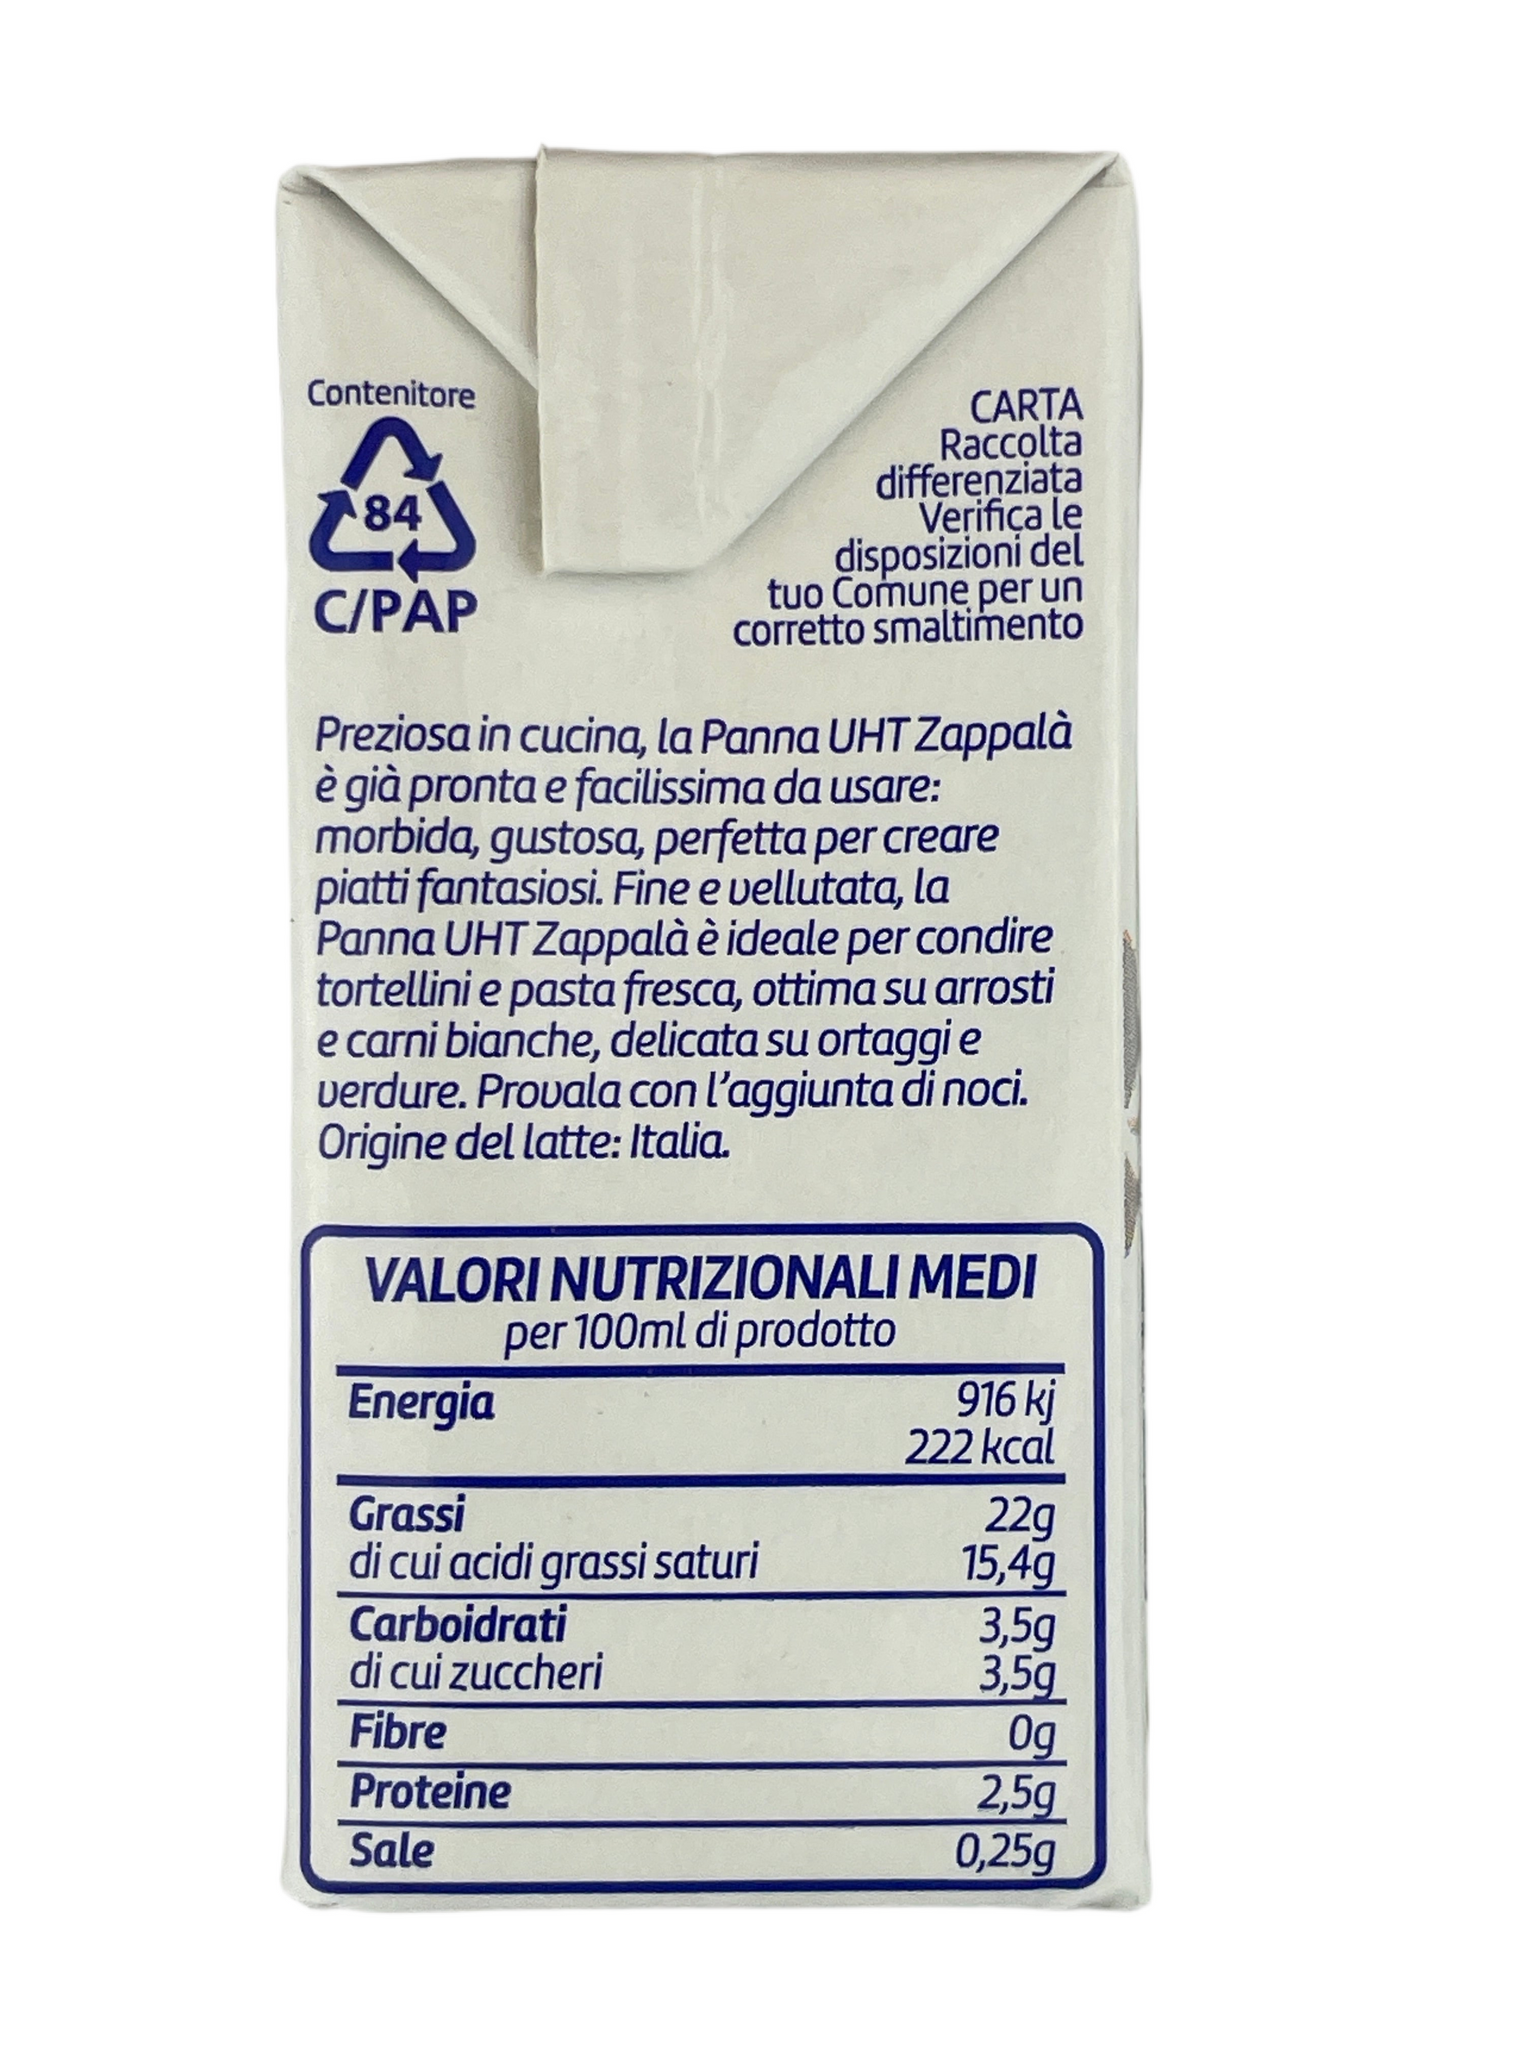 Contenitore
84
C/PAP
CARTA
Raccolta
differenziata
Verifica le
disposizioni del
tuo Comune per un
corretto smaltimento
Preziosa in cucina, la Panna UHT Zappalà
è già pronta e facilissima da usare:
morbida, gustosa, perfetta per creare
piatti fantasiosi. Fine e vellutata, la
Panna UHT Zappalà è ideale per condire
tortellini e pasta fresca, ottima su arrosti
e carni bianche, delicata su ortaggi e
verdure. Provala con l'aggiunta di noci.
Origine del latte: Italia.
VALORI NUTRIZIONALI MEDI
per 100ml di prodotto
Energia 916 kj
222 kcal
Grassi 22g
di cui acidi grassi saturi 15,4g
Carboidrati 3,5g
di cui zuccheri 3,5g
Fibre 0g
Proteine 2,5g
Sale 0,25g